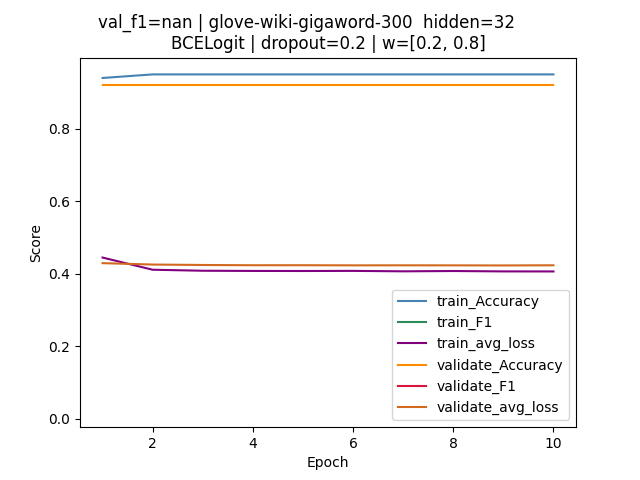 val_f1=nan | glove-wiki-gigaword-300  hidden=32
BCELogit | dropout=0.2 | w=[0.2, 0.8]
0.8
0.6
0.4
0.2
0.0
Score
train_Accuracy
train_F1
train_avg_loss
validate_Accuracy
validate_F1
validate_avg_loss
2
4
6
8
10
Epoch